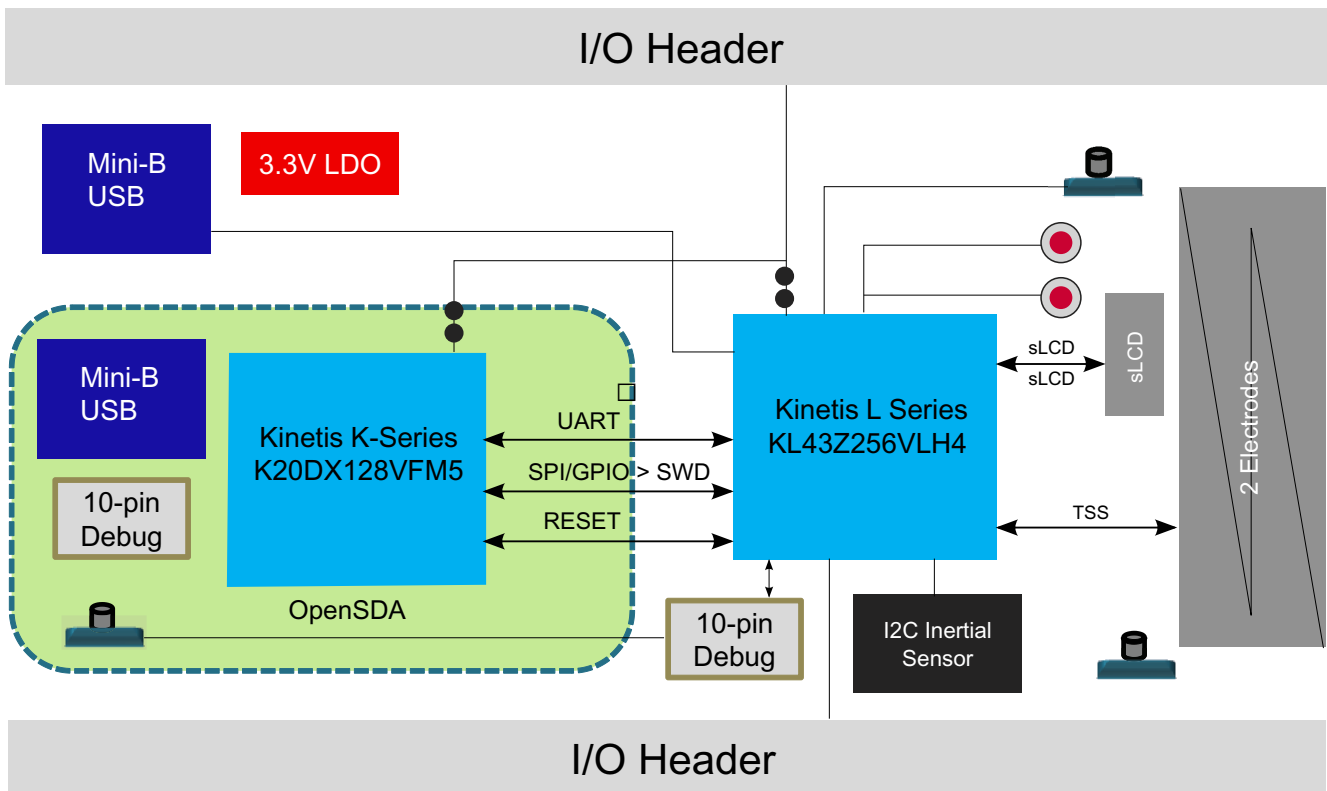 I/O Header
Mini-B
USB
3.3V LDO
Mini-B
USB
10-pin
Debug
Kinetis K-Series
K20DX128VFM5
OpenSDA
UART
SPI/GPIO > SWD
RESET
Kinetis L Series
KL43Z256VLH4
sLCD
sLCD
sLCD
2 Electrodes
TSS
10-pin
Debug
I2C Inertial
Sensor
I/O Header